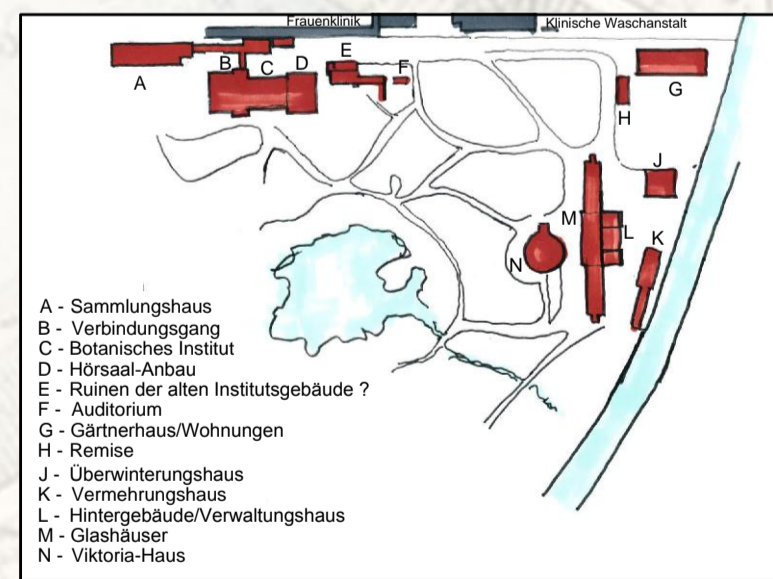 Frauenklinik
Klinische Waschanstalt
A
B
C
D
E
F
G
H
J
K
L
M
N
A - Sammlungshaus
B - Verbindungsgang
C - Botanisches Institut
D - Hörsaal-Anbau
E - Ruinen der alten Institutsgebäude ?
F - Auditorium
G - Gärtnerhaus/Wohnungen
H - Remise
J - Überwinterungshaus
K - Vermehrungshaus
L - Hintergebäude/Verwaltungshaus
M - Glashäuser
N - Viktoria-Haus